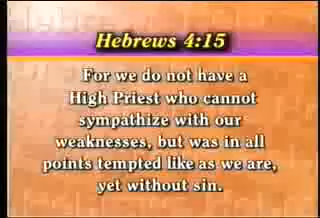 Hebrews 4:15
For we do not have a
High Priest who cannot
sympathize with our
weaknesses, but was in all
points tempted like as we are,
yet without sin.